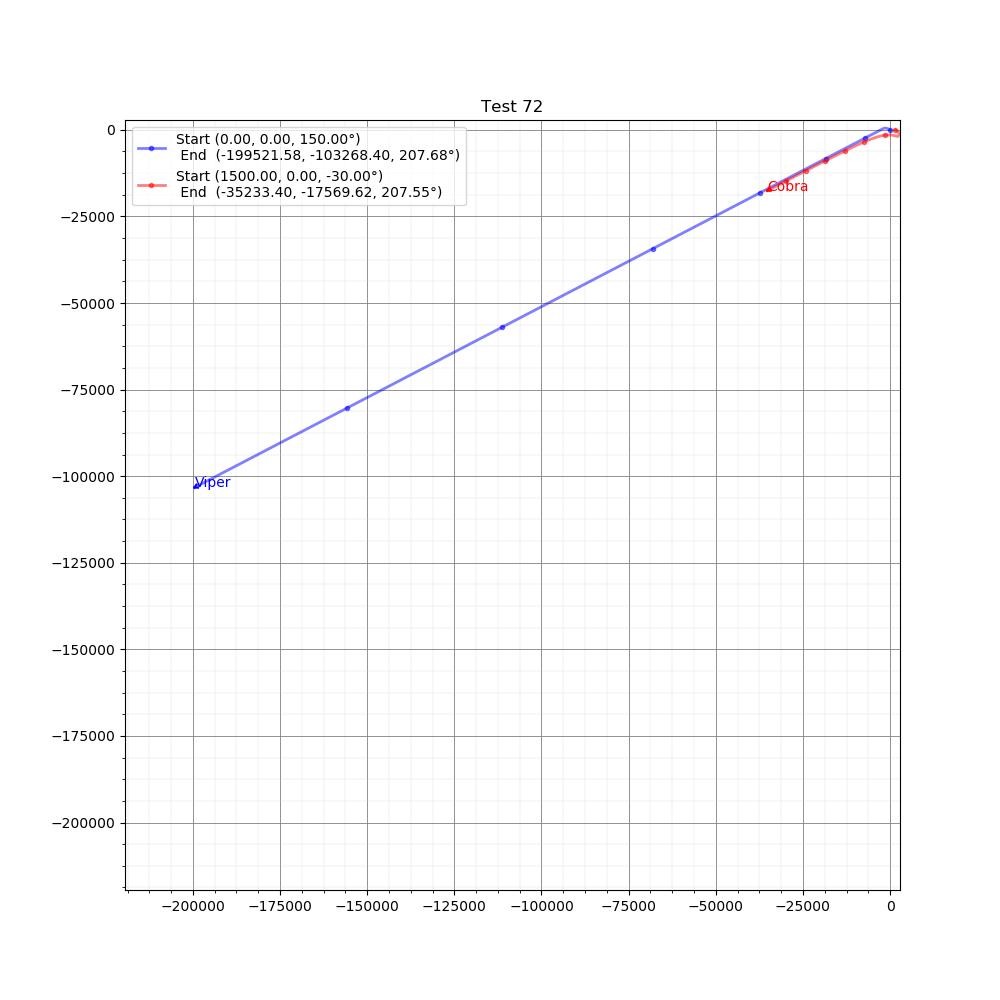 Test 72
Start (0.00, 0.00, 150.00°)
End (-199521.58, -103268.40, 207.68°)
Start (1500.00, 0.00, -30.00°)
End (-35233.40, -17569.62, 207.55°)
Cobra
Viper
0
−25000
−50000
−75000
−100000
−125000
−150000
−175000
−200000
−200000 −175000 −150000 −125000 −100000 −75000 −50000 −25000 0